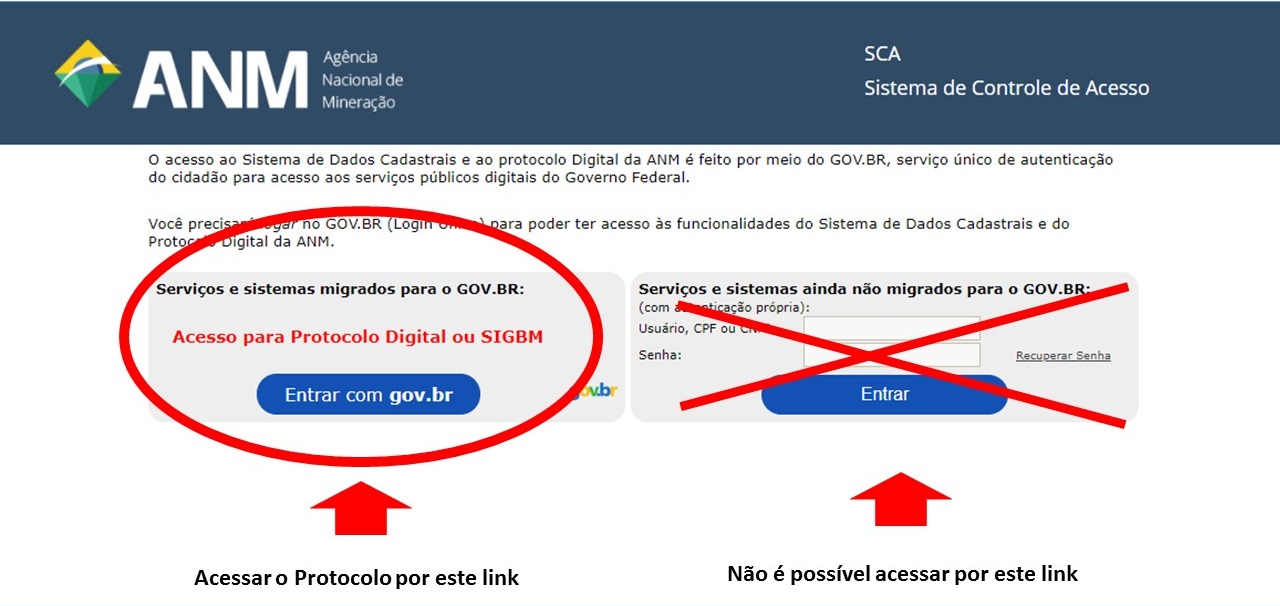 ANM
Agência
Nacional de
Mineração
SCA
Sistema de Controle de Acesso
O acesso ao Sistema de Dados Cadastrais e ao protocolo Digital da ANM é feito por meio do GOV.BR, serviço único de autenticação
do cidadão para acesso aos serviços públicos digitais do Governo Federal.
Você precisará logar no GOV.BR (Login Único) para poder ter acesso às funcionalidades do Sistema de Dados Cadastrais e do
Protocolo Digital da ANM.
Serviços e sistemas migrados para o GOV.BR:
Acesso para Protocolo Digital ou SIGBM
Entrar com gov.br
gov.br
Serviços e sistemas ainda não migrados para o GOV.BR:
(com autenticação própria):
Usuário, CPF ou CNPJ
Senha:
Recuperar Senha
Entrar
Acessar o Protocolo por este link
Não é possível acessar por este link